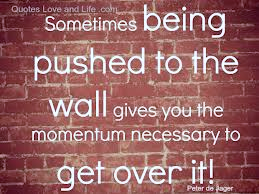 Quotes Love and Life .com
Sometimes being
pushed to the
wall gives you the
momentum necessary to
get over it!
Peter de Jager